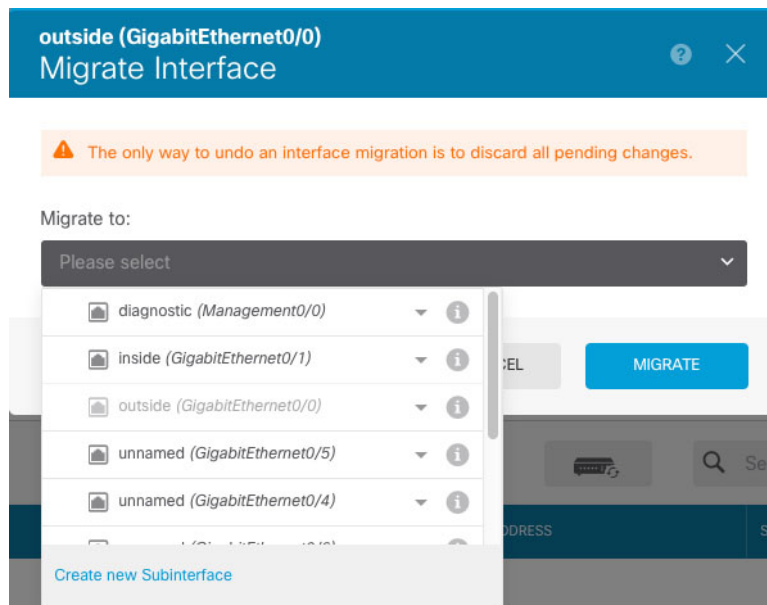 outside (GigabitEthernet0/0)
Migrate Interface
The only way to undo an interface migration is to discard all pending changes.
Migrate to:
Please select
diagnostic (Management0/0)
inside (GigabitEthernet0/1)
outside (GigabitEthernet0/0)
unnamed (GigabitEthernet0/5)
unnamed (GigabitEthernet0/4)
Create new Subinterface
CEL
MIGRATE
Se
DDRESS
S